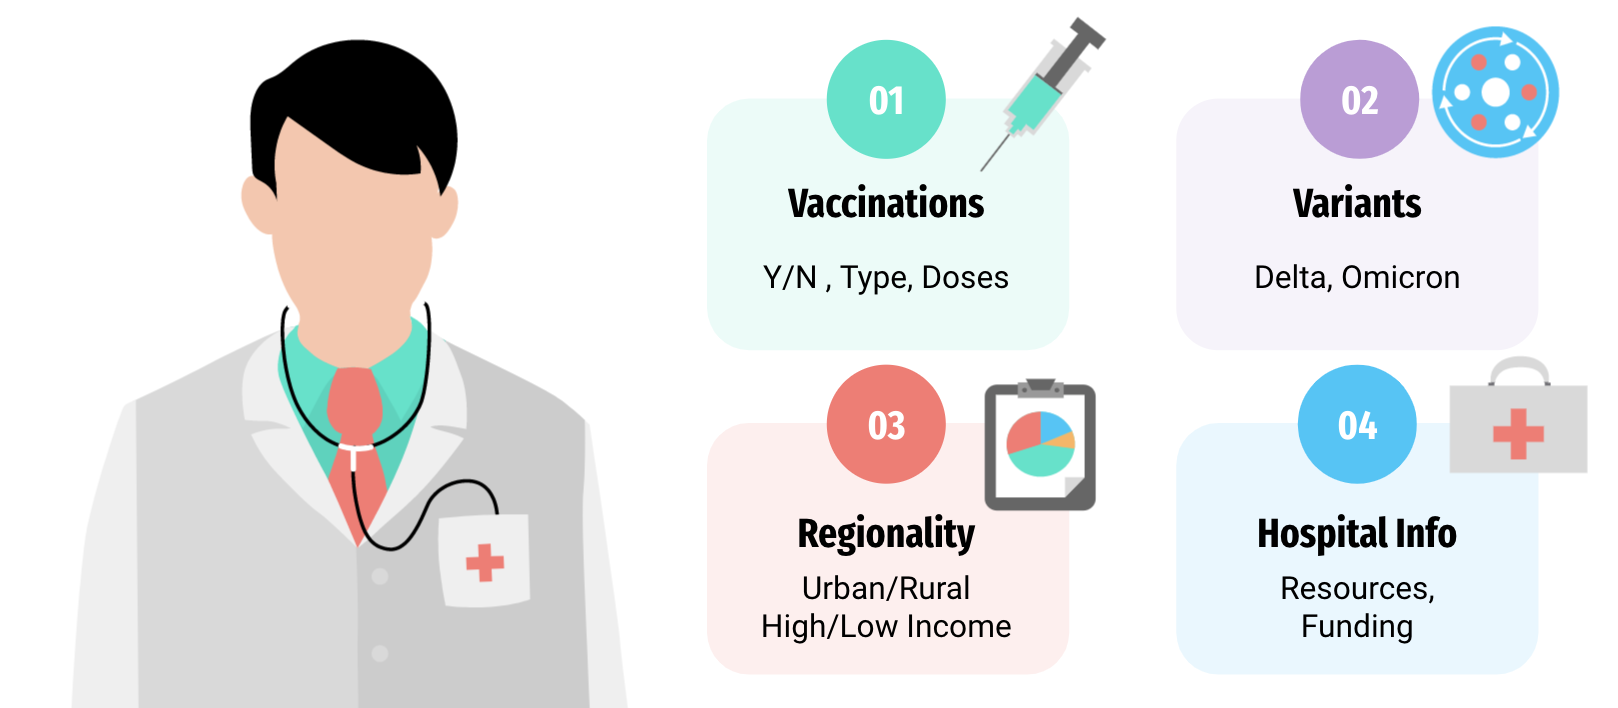 01
Vaccinations
Y/N , Type, Doses
02
Variants
Delta, Omicron
03
Regionality
Urban/Rural
High/Low Income
04
Hospital Info
Resources,
Funding